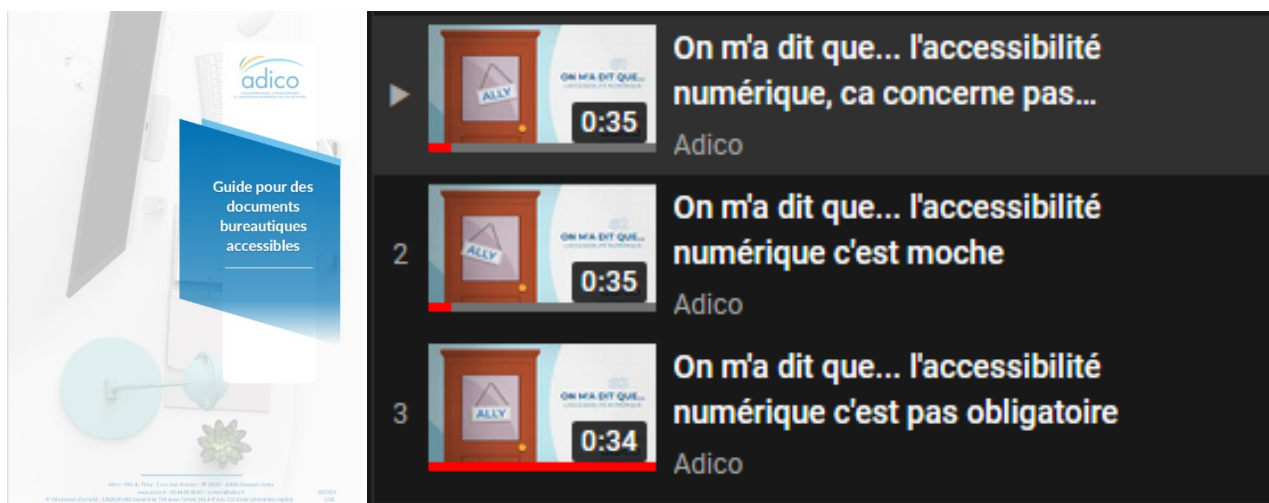 adico
Guide pour des
documents
bureautiques
accessibles
On m'a dit que... l'accessibilité
numérique, ca concerne pas...
Adico
ALLY
ON M'A DIT QUE...
0:35
2
On m'a dit que... l'accessibilité
numérique c'est moche
Adico
ALLY
ON M'A DIT QUE...
0:35
3
On m'a dit que... l'accessibilité
numérique c'est pas obligatoire
Adico
ALLY
ON M'A DIT QUE...
0:34